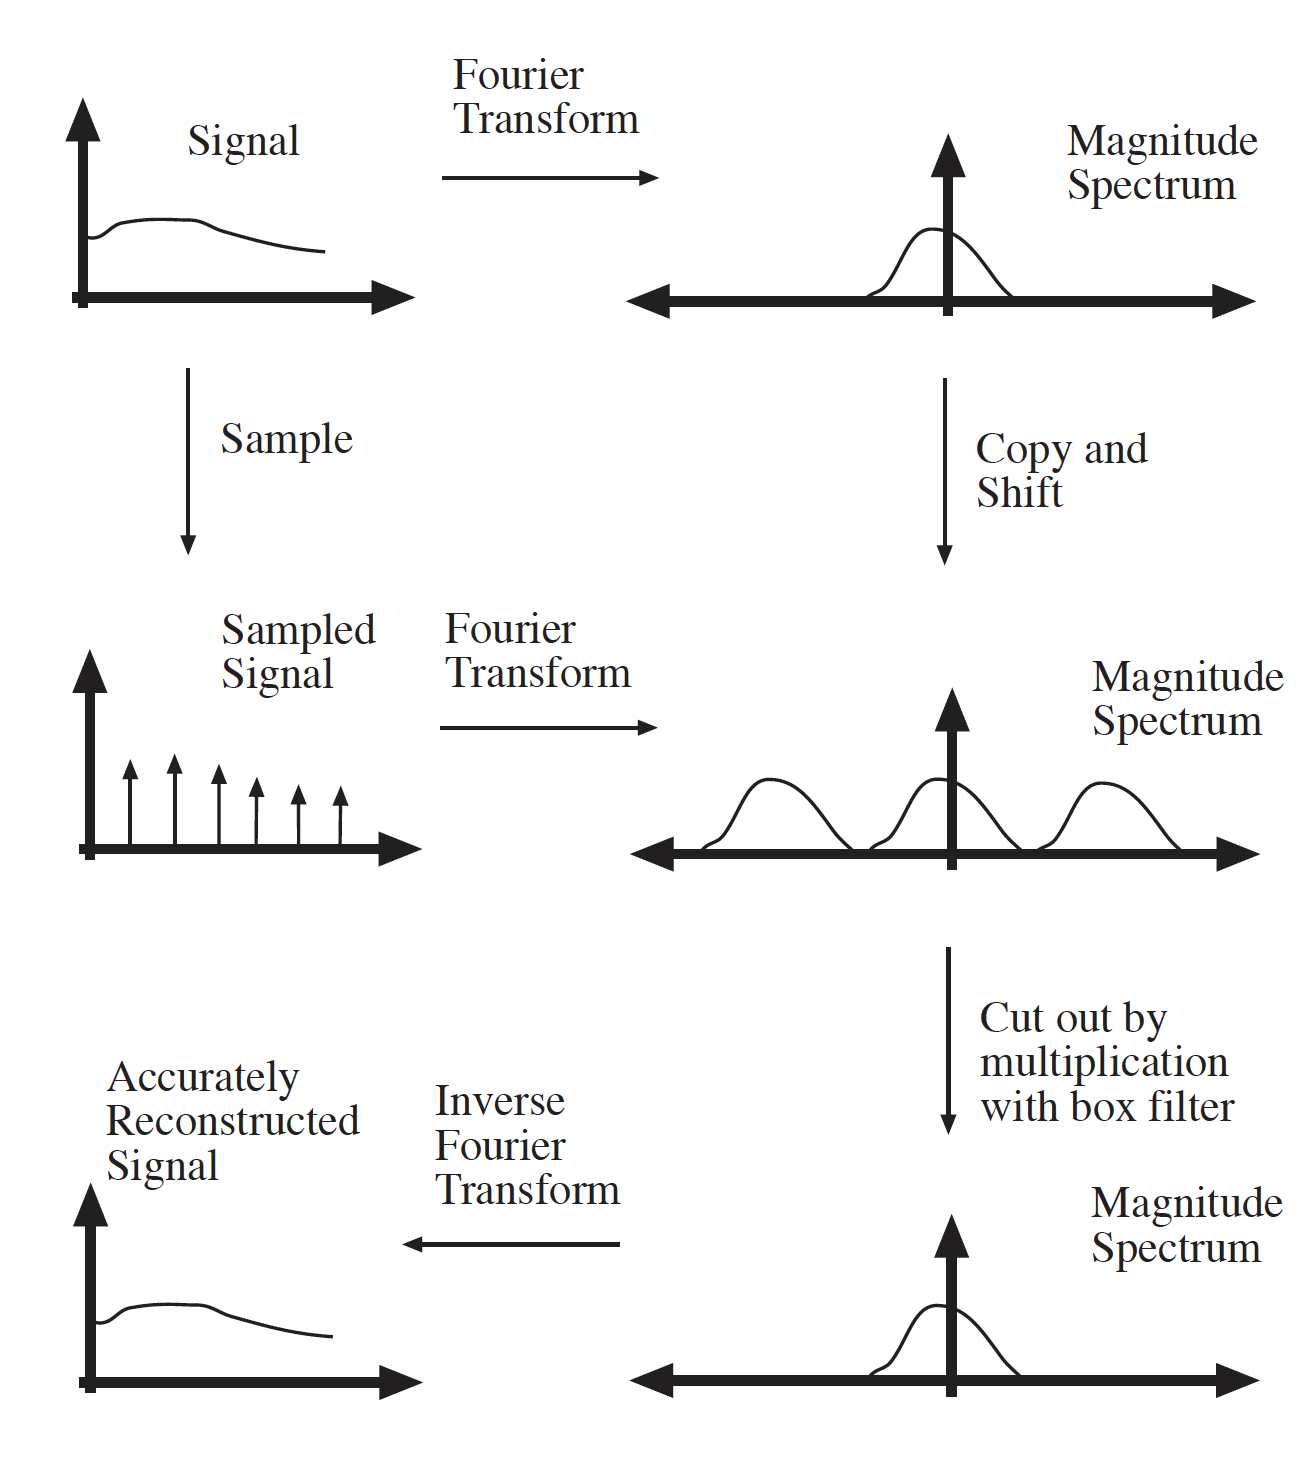 Fourier
Transform
Signal
Magnitude
Spectrum
Sample
Copy and
Shift
Sampled
Signal
Fourier
Transform
Magnitude
Spectrum
Cut out by
multiplication
with box filter
Accurately
Reconstructed
Signal
Inverse
Fourier
Transform
Magnitude
Spectrum